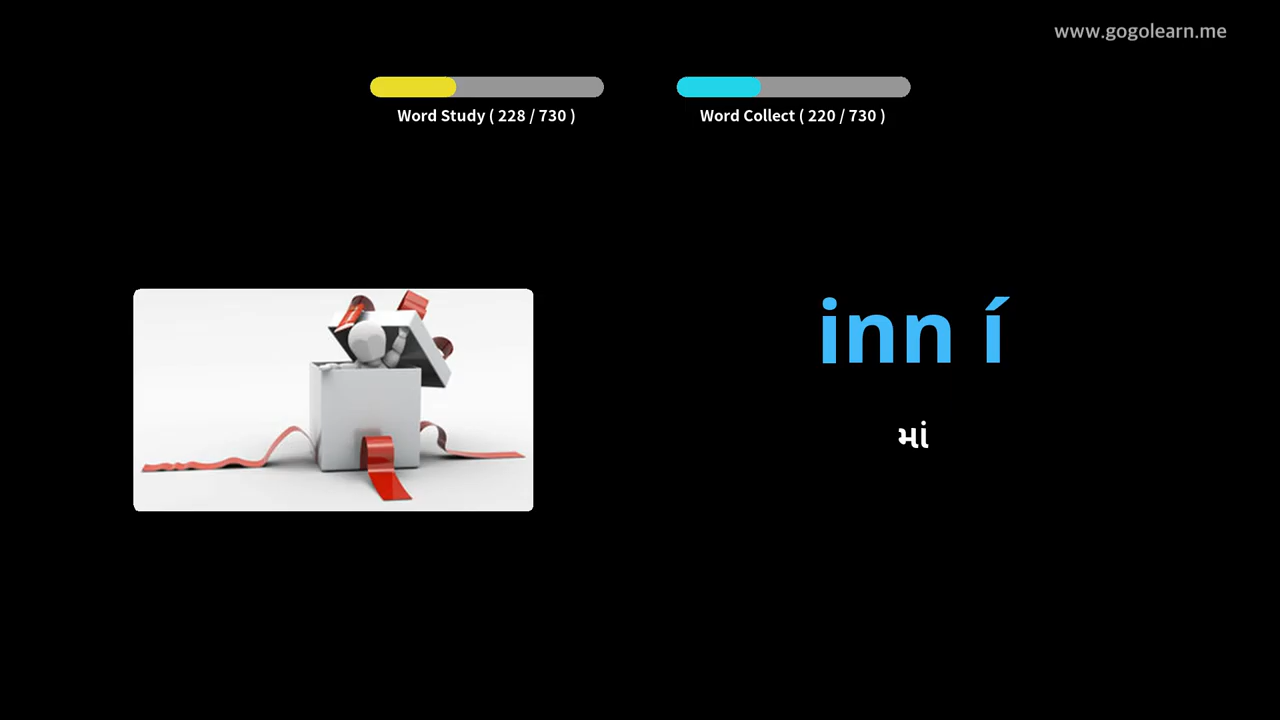 www.gogolearn.me
Word Study ( 228 / 730 )
Word Collect ( 220 / 730 )
inn í
માં